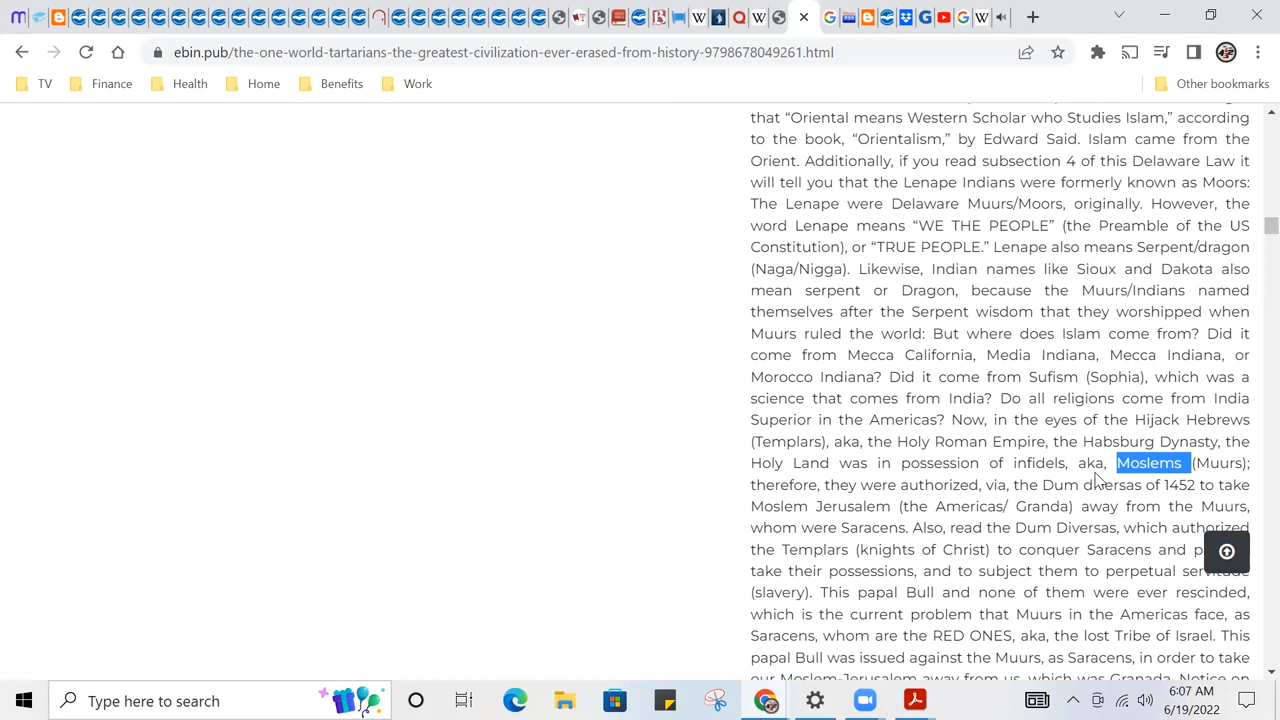 ebin.pub/the-one-world-tartarians-the-greatest-civilization-ever-erased-from-history-9798678049261.html
TV Finance Health Home Benefits Work Other bookmarks
that “Oriental means Western Scholar who Studies Islam,” according
to the book, “Orientalism,” by Edward Said. Islam came from the
Orient. Additionally, if you read subsection 4 of this Delaware Law it
will tell you that the Lenape Indians were formerly known as Moors:
The Lenape were Delaware Muurs/Moors, originally. However, the
word Lenape means “WE THE PEOPLE” (the Preamble of the US
Constitution), or “TRUE PEOPLE.” Lenape also means Serpent/dragon
(Naga/Nigga). Likewise, Indian names like Sioux and Dakota also
mean serpent or Dragon, because the Muurs/Indians named
themselves after the Serpent wisdom that they worshipped when
Muurs ruled the world: But where does Islam come from? Did it
come from Mecca California, Media Indiana, Mecca Indiana, or
Morocco Indiana? Did it come from Sufism (Sophia), which was a
science that comes from India? Do all religions come from India
Superior in the Americas? Now, in the eyes of the Hijack Hebrews
(Templars), aka, the Holy Roman Empire, the Habsburg Dynasty, the
Holy Land was in possession of infidels, aka, Moslems (Muurs);
therefore, they were authorized, via, the Dum diversas of 1452 to take
Moslem Jerusalem (the Americas/ Granda) away from the Muurs,
whom were Saracens. Also, read the Dum Diversas, which authorized
the Templars (knights of Christ) to conquer Saracens and
take their possessions, and to subject them to perpetual servitude
(slavery). This papal Bull and none of them were ever rescinded,
which is the current problem that Muurs in the Americas face, as
Saracens, whom are the RED ONES, aka, the lost Tribe of Israel. This
papal Bull was issued against the Muurs, as Saracens, in order to take
our Moslem-Jerusalem away from us, which was Granada. Notice on
Type here to search
6:07 AM
6/19/2022